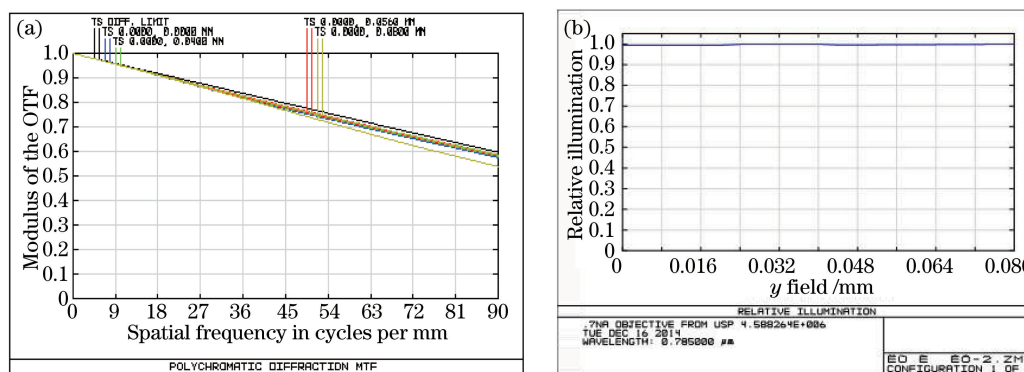 (a)
TS DIFF. LIMIT
TS 0.0000, 0.0000 MM
TS 0.0000, 0.0400 MM
TS 0.0000, 0.0560 MM
TS 0.0000, 0.0800 MM
Modulus of the OTF
1.0
0.9
0.8
0.7
0.6
0.5
0.4
0.3
0.2
0.1
0
0 9 18 27 36 45 54 63 72 81 90
Spatial frequency in cycles per mm
POLYCHROMATIC DIFFRACTION MTF
(b)
Relative illumination
1.0
0.9
0.8
0.7
0.6
0.5
0.4
0.3
0.2
0.1
0
0 0.016 0.032 0.048 0.064 0.080
y field /mm
RELATIVE ILLUMINATION
.7NA OBJECTIVE FROM USP 4.588264E+006
TUE DEC 16 2014
WAVELENGTH: 0.785000 µm
EO E EO-2.ZM
CONFIGURATION 1 OF